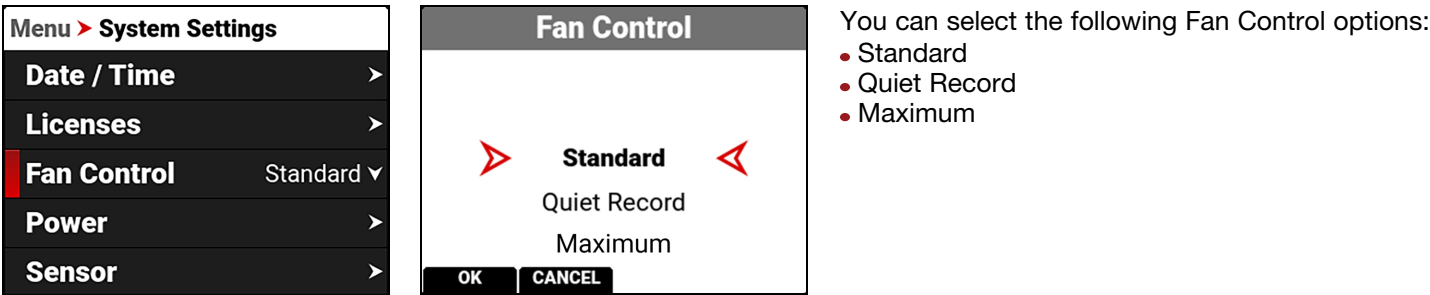 Menu > System Settings
Date / Time
Licenses
Fan Control Standard
Power
Sensor
Fan Control
Standard
Quiet Record
Maximum
OK CANCEL
You can select the following Fan Control options:
• Standard
• Quiet Record
• Maximum